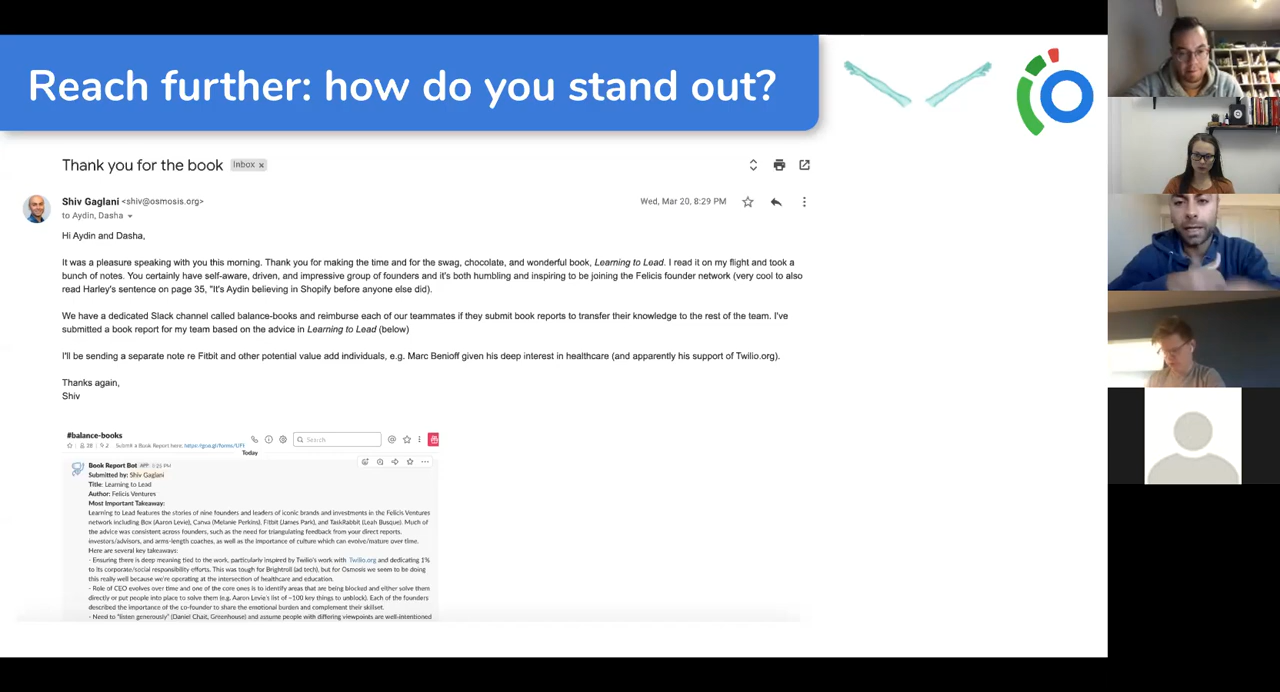 Reach further: how do you stand out?
Thank you for the book Inbox x
Shiv Gaglani <shiv@osmosis.org> Wed, Mar 20, 8:29 PM
to Aydin, Dasha
Hi Aydin and Dasha,
It was a pleasure speaking with you this morning. Thank you for making the time and for the swag, chocolate, and wonderful book, Learning to Lead. I read it on my flight and took a
bunch of notes. You certainly have self-aware, driven, and impressive group of founders and it's both humbling and inspiring to be joining the Felicis founder network (very cool to also
read Harley's sentence on page 35, "It's Aydin believing in Shopify before anyone else did).
We have a dedicated Slack channel called balance-books and reimburse each of our teammates if they submit book reports to transfer their knowledge to the rest of the team. I've
submitted a book report for my team based on the advice in Learning to Lead (below)
I'll be sending a separate note re Fitbit and other potential value add individuals, e.g. Marc Benioff given his deep interest in healthcare (and apparently his support of Twilio.org).
Thanks again,
Shiv
#balance-books
28 2 Submit a Book Report here: https://goo.gl/forms/UFF
Search
Today
Book Report Bot APP 3:25 PM
Submitted by: Shiv Gaglani
Title: Learning to Lead
Author: Felicis Ventures
Most Important Takeaway:
Learning to Lead features the stories of nine founders and leaders of iconic brands and investments in the Felicis Ventures
network including Box (Aaron Levie), Canva (Melanie Perkins), Fitbit (James Park), and TaskRabbit (Leah Busque). Much of
the advice was consistent across founders, such as the need for triangulating feedback from your direct reports,
investors/advisors, and arms-length coaches, as well as the importance of culture which can evolve/mature over time.
Here are several key takeaways:
- Ensuring there is deep meaning tied to the work, particularly inspired by Twilio's work with Twilio.org and dedicating 1%
to its corporate/social responsibility efforts. This was tough for Brightroll (ad tech), but for Osmosis we seem to be doing
this really well because we're operating at the intersection of healthcare and education.
- Role of CEO evolves over time and one of the core ones is to identify areas that are being blocked and either solve them
directly or put people into place to solve them (e.g. Aaron Levie's list of ~100 key things to unblock). Each of the founders
described the importance of the co-founder to share the emotional burden and complement their skillset.
- Need to "listen generously" (Daniel Chait, Greenhouse) and assume people with differing viewpoints are well-intentioned